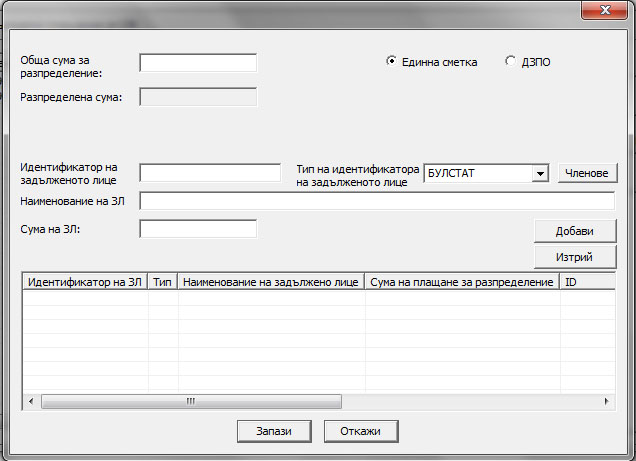 Обща сума за
разпределение:
Единна сметка
ДЗПО
Разпределена сума:
Идентификатор на
задълженото лице
Тип на идентификатора
на задълженото лице
БУЛСТАТ
Членове
Наименование на ЗЛ
Сума на ЗЛ:
Добави
Изтрий
Идентификатор на ЗЛ Тип Наименование на задължено лице Сума на плащане за разпределение ID
Запази
Откажи